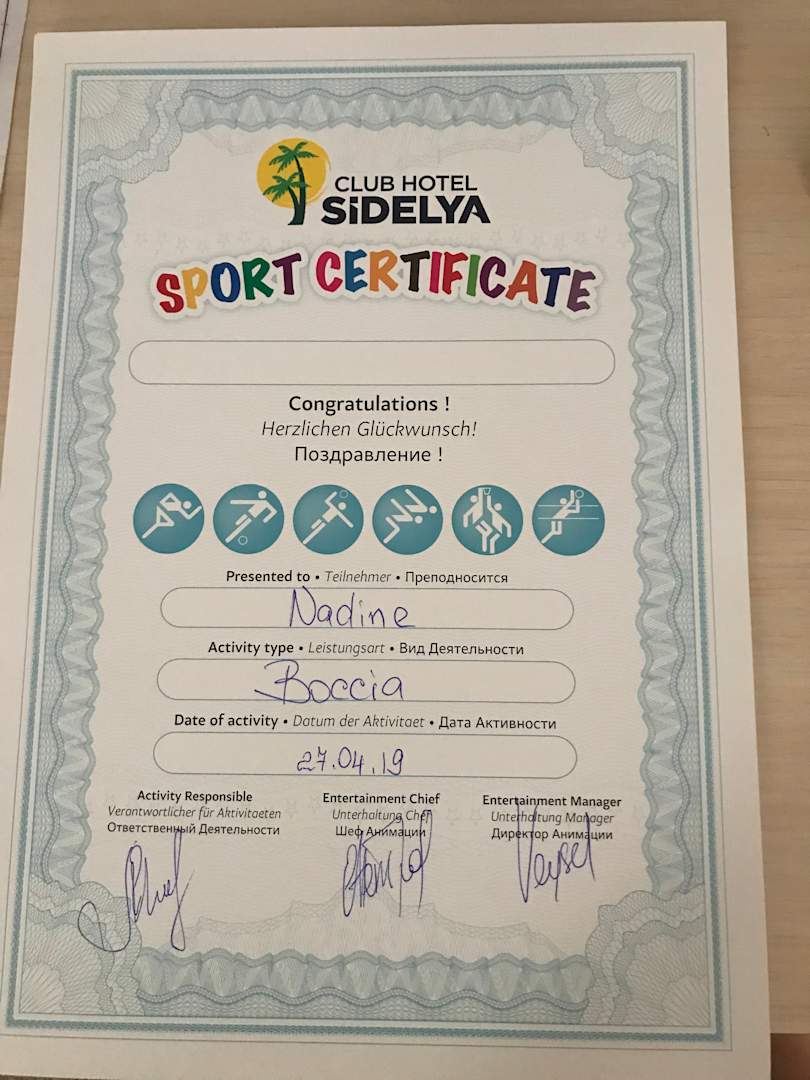 CLUB HOTEL
SiDELYA
SPORT CERTIFICATE
Congratulations !
Herzlichen Glückwunsch!
Поздравление !
Presented to • Teilnehmer • Преподносится
Nadine
Activity type • Leistungsart • Вид Деятельности
Boccia
Date of activity • Datum der Aktivitaet • Дата Активности
27.04.19
Activity Responsible
Verantwortlicher für Aktivitaeten
Ответственный Деятельности
Entertainment Chief
Unterhaltung Chef
Шеф Анимации
Entertainment Manager
Unterhaltung Manager
Директор Анимации
Veysel